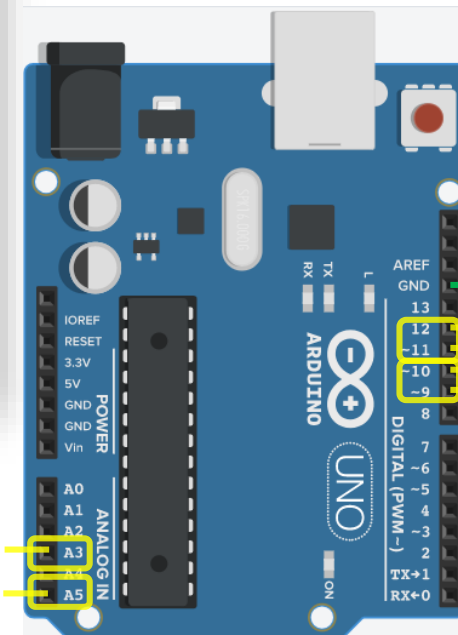 RX
TX
L
AREF
GND
13
12
~11
~10
~9
8
7
~6
~5
4
~3
2
TX→1
RX←0
DIGITAL (PWM~)
ARDUINO
UNO
ON
IOREF
RESET
3.3V
5V
GND
GND
Vin
POWER
A0
A1
A2
A3
A4
A5
ANALOG IN